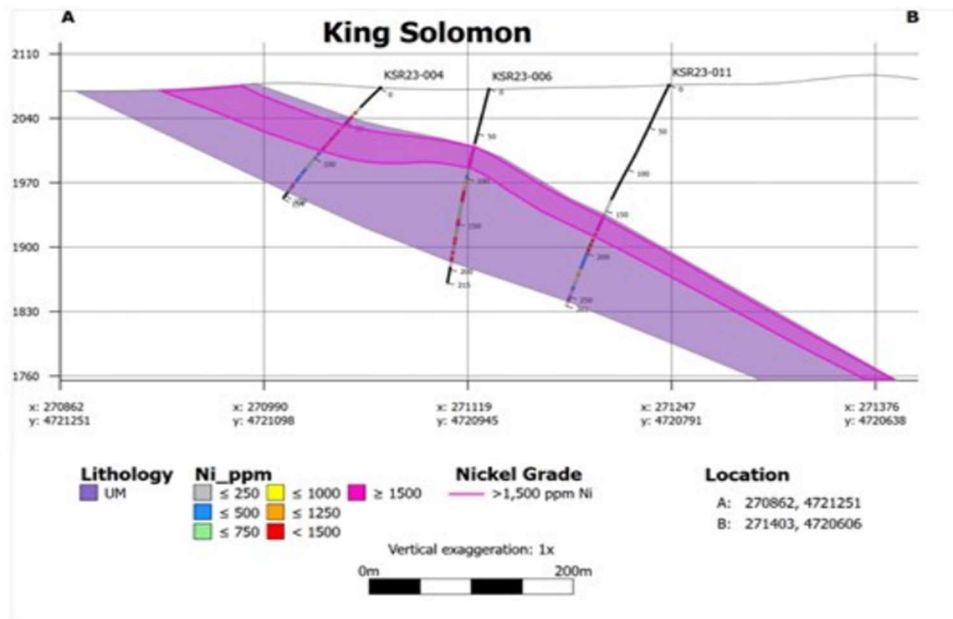 A
B
King Solomon
2110
2040
1970
1900
1830
1760
KSR23-004
0
100
KSR23-006
0
50
100
150
200
215
KSR23-011
0
50
100
150
200
250
x: 270862
y: 4721251
x: 270990
y: 4721098
x: 271119
y: 4720945
x: 271247
y: 4720791
x: 271376
y: 4720638
Lithology
UM
Ni_ppm
≤ 250
≤ 500
≤ 750
≤ 1000
≤ 1250
< 1500
≥ 1500
Nickel Grade
>1,500 ppm Ni
Location
A: 270862, 4721251
B: 271403, 4720606
Vertical exaggeration: 1x
0m 200m